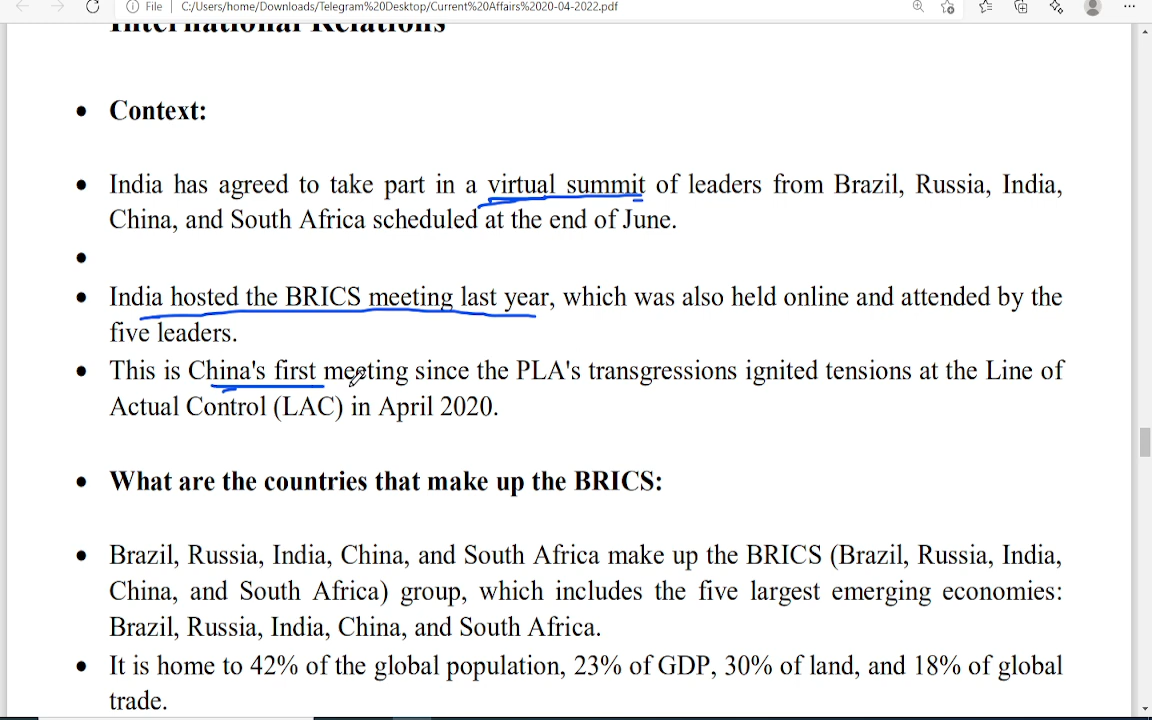 File | C:/Users/home/Downloads/Telegram%20Desktop/Current%20Affairs%2020-04-2022.pdf
International Relations
• Context:
• India has agreed to take part in a virtual summit of leaders from Brazil, Russia, India,
China, and South Africa scheduled at the end of June.
•
• India hosted the BRICS meeting last year, which was also held online and attended by the
five leaders.
• This is China's first meeting since the PLA's transgressions ignited tensions at the Line of
Actual Control (LAC) in April 2020.
• What are the countries that make up the BRICS:
• Brazil, Russia, India, China, and South Africa make up the BRICS (Brazil, Russia, India,
China, and South Africa) group, which includes the five largest emerging economies:
Brazil, Russia, India, China, and South Africa.
• It is home to 42% of the global population, 23% of GDP, 30% of land, and 18% of global
trade.